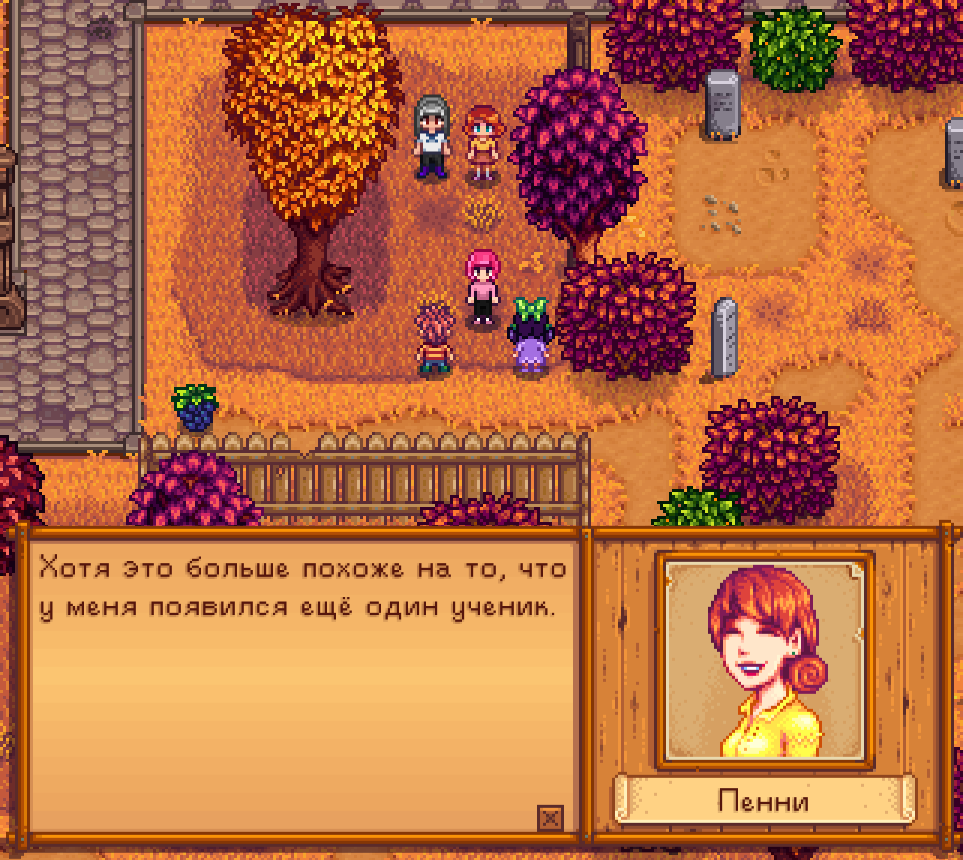 Хотя это больше похоже на то, что
у меня появился ещё один ученик.
Пенни